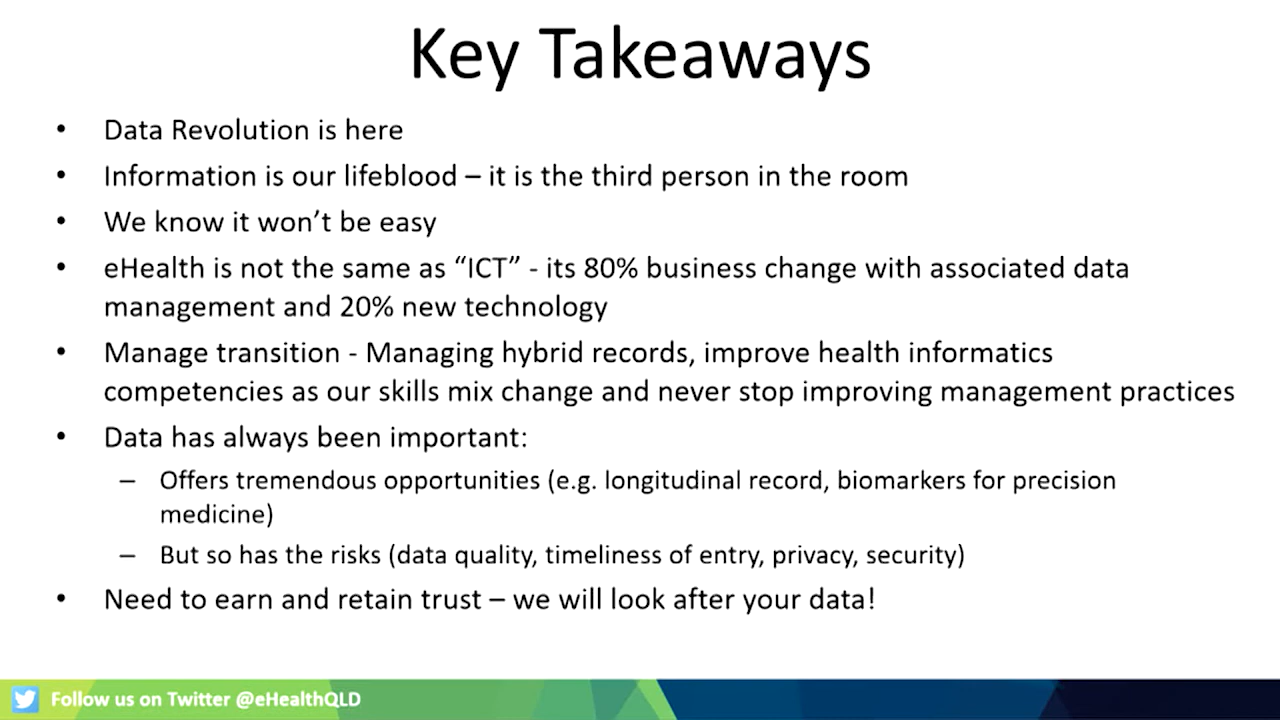 Key Takeaways
• Data Revolution is here
• Information is our lifeblood – it is the third person in the room
• We know it won’t be easy
• eHealth is not the same as “ICT” - its 80% business change with associated data
management and 20% new technology
• Manage transition - Managing hybrid records, improve health informatics
competencies as our skills mix change and never stop improving management practices
• Data has always been important:
– Offers tremendous opportunities (e.g. longitudinal record, biomarkers for precision
medicine)
– But so has the risks (data quality, timeliness of entry, privacy, security)
• Need to earn and retain trust – we will look after your data!
Follow us on Twitter @eHealthQLD